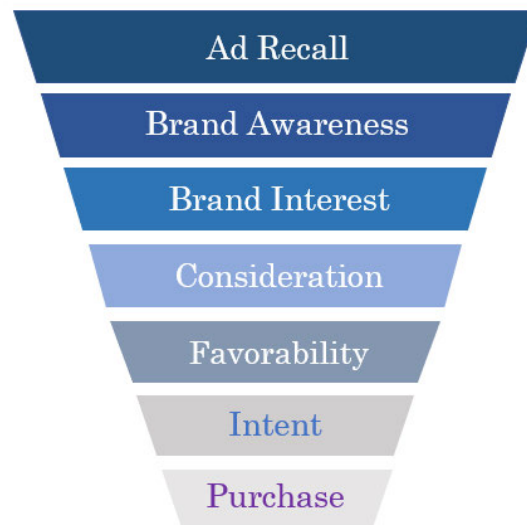 Ad Recall
Brand Awareness
Brand Interest
Consideration
Favorability
Intent
Purchase